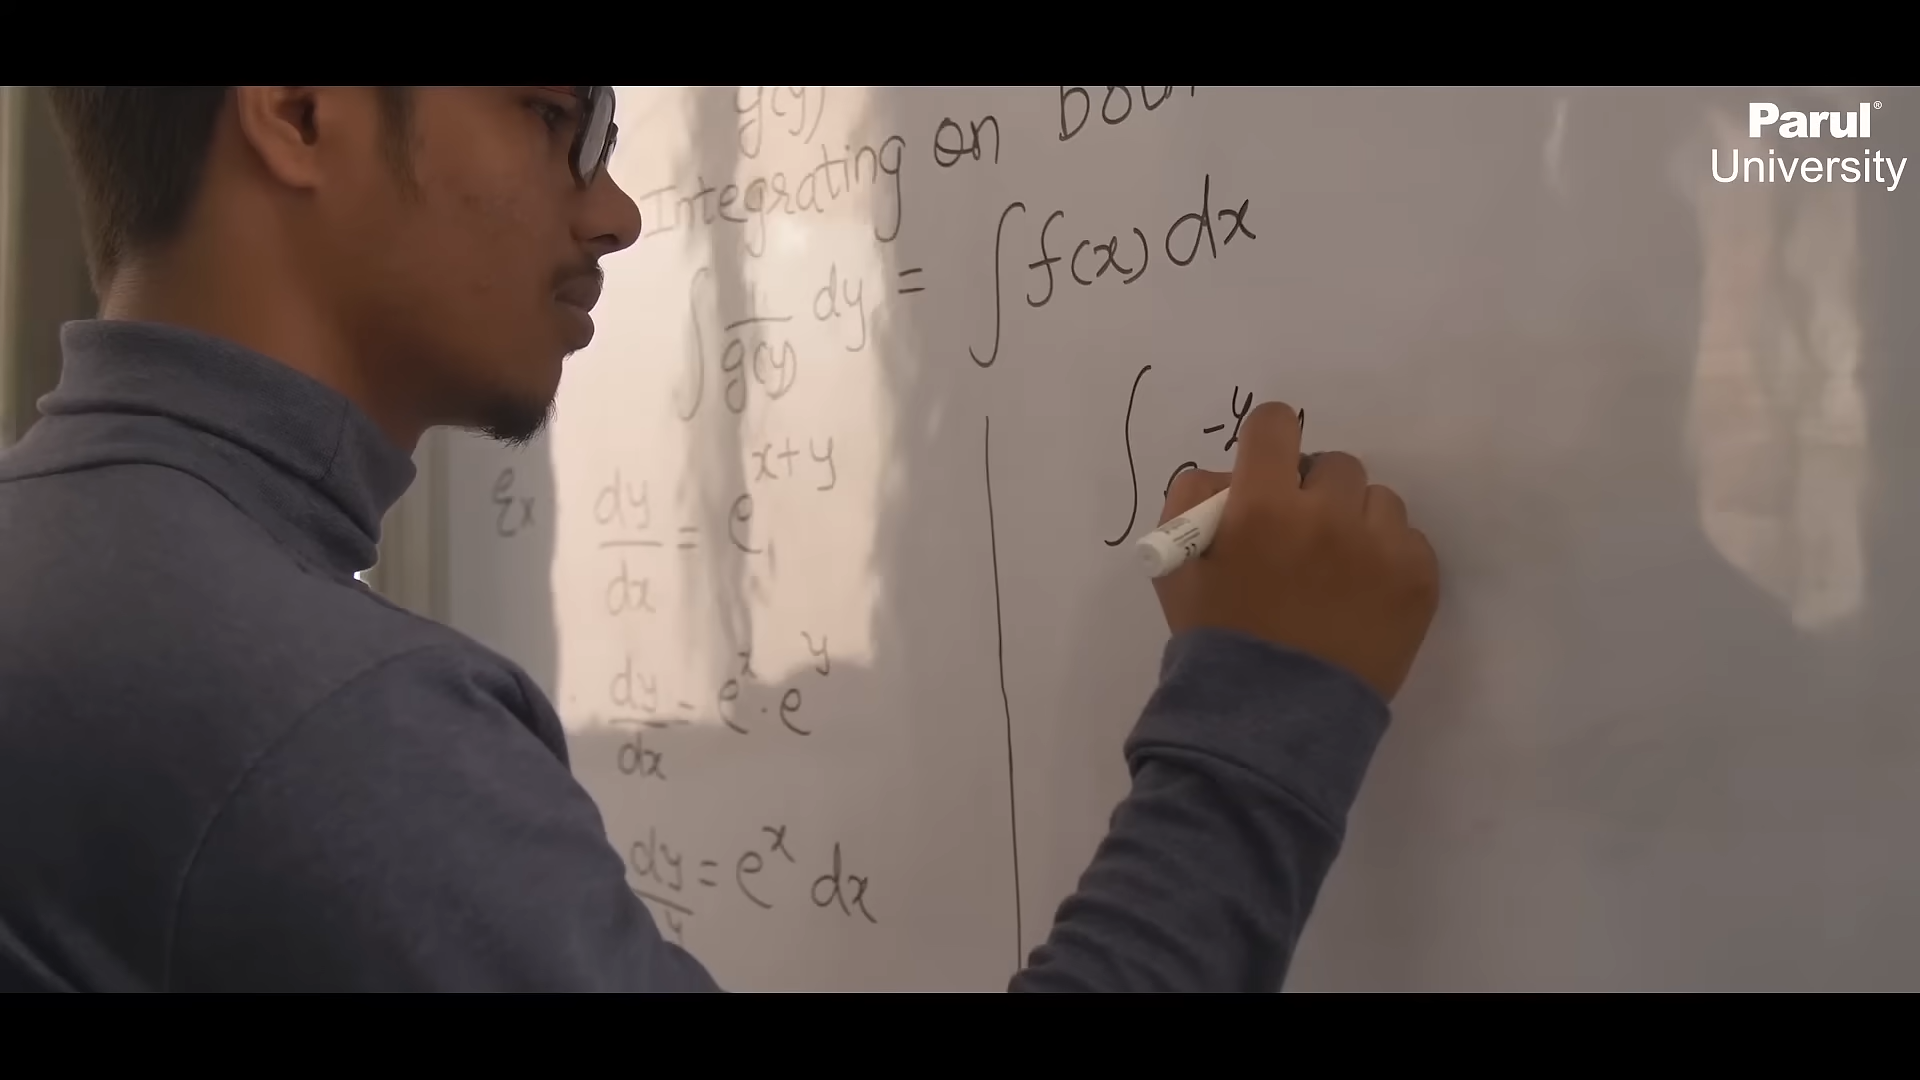 Parul®
University
g(y)
Integrating on
∫ 1/g(y) dy = ∫ f(x) dx
Ex dy/dx = e^(x+y)
dy/dx = e^x · e^y
dy/y = e^x dx
∫ e^-y